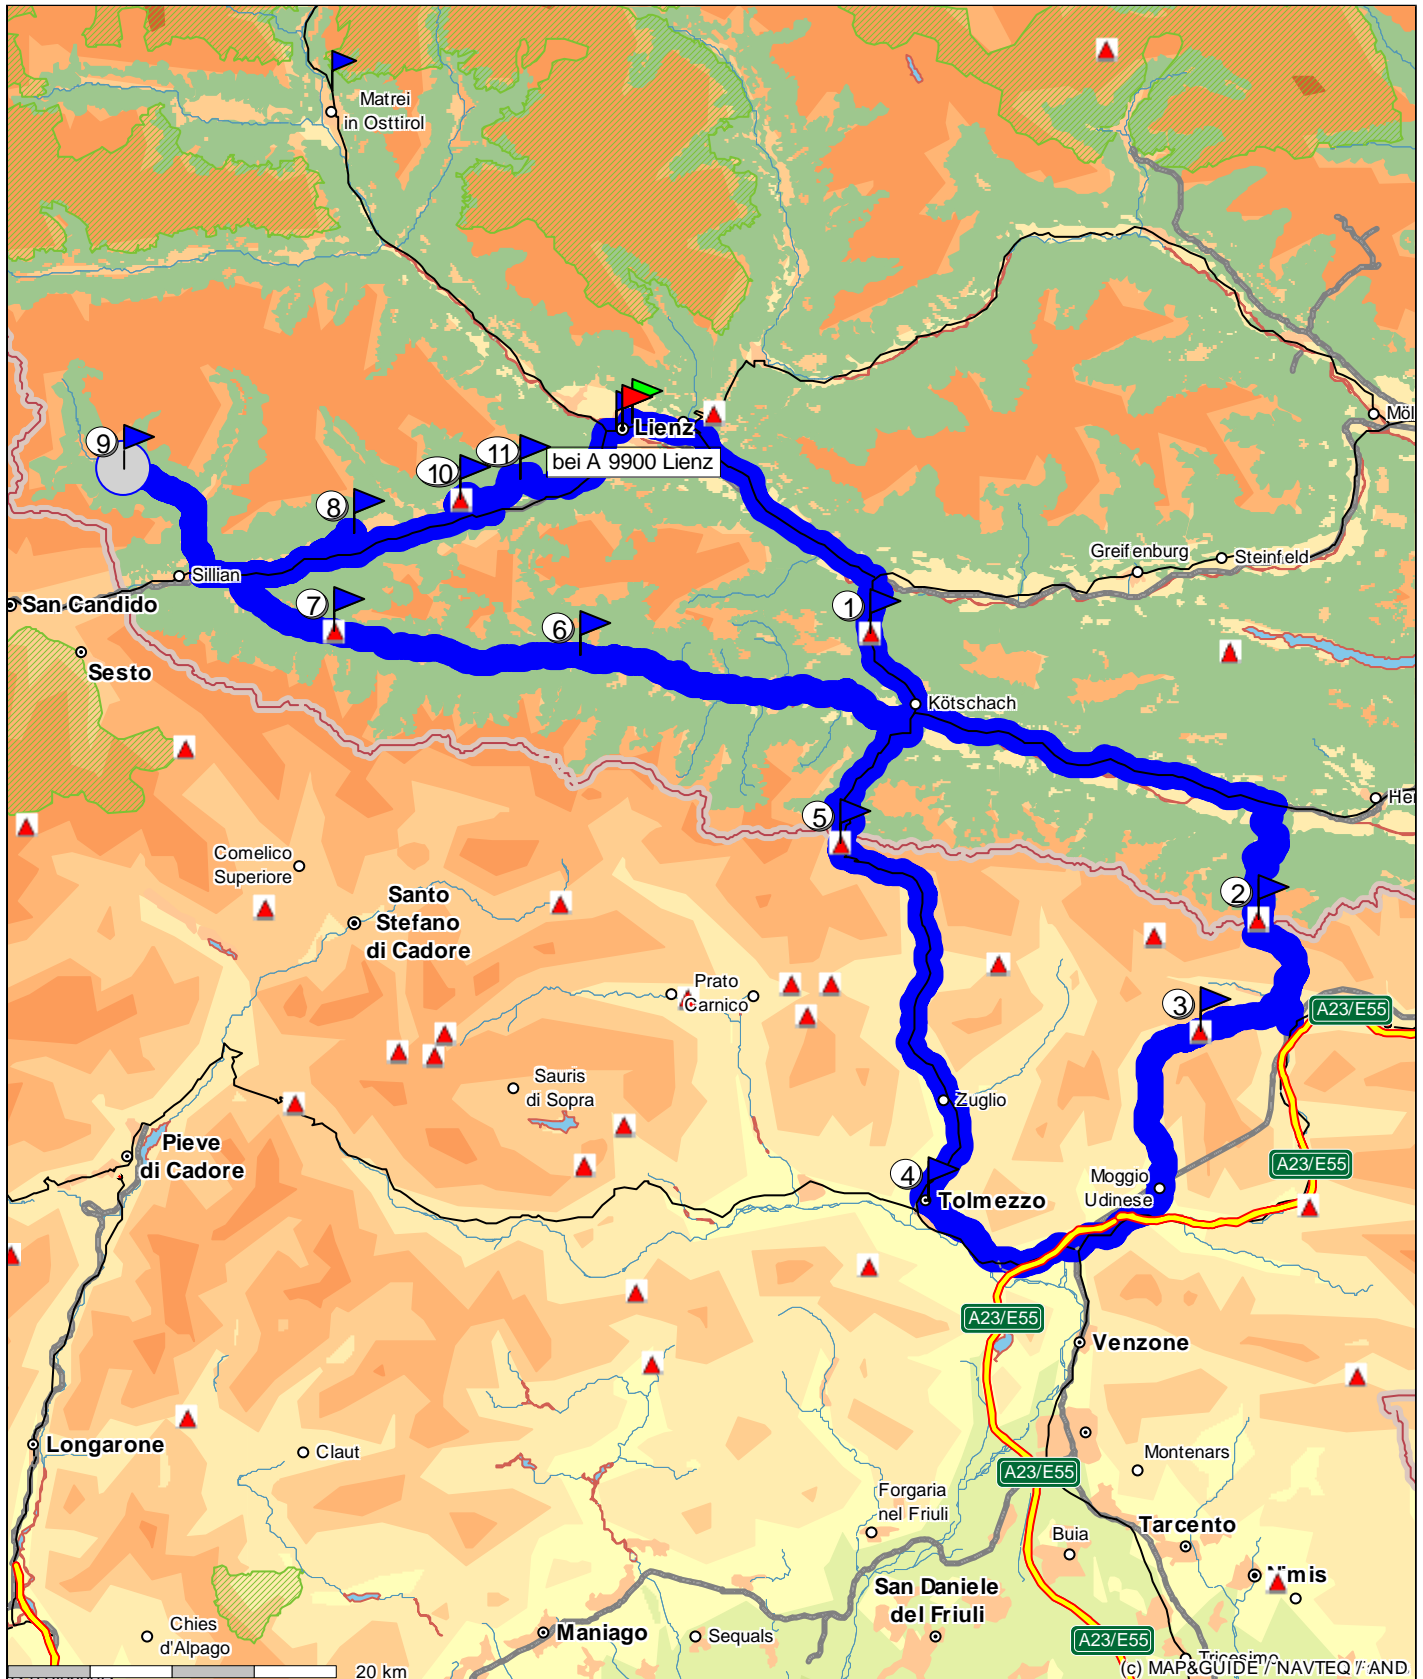 Matrei
in Osttirol
Lienz
bei A 9900 Lienz
9
10
11
8
Möl
Greifenburg
Steinfeld
Sillian
San Candido
7
6
1
Sesto
Kötschach
Her
5
Comelico
Superiore
Santo
Stefano
di Cadore
2
Prato
Carnico
3
A23/E55
Sauris
di Sopra
Zuglio
Pieve
di Cadore
A23/E55
4
Moggio
Udinese
Tolmezzo
A23/E55
Venzone
Longarone
Claut
Montenars
A23/E55
Forgaria
nel Friuli
Tarcento
Buia
San Daniele
del Friuli
Chies
d'Alpago
Maniago
Sequals
A23/E55
20 km
(c) MAP&GUIDE / NAVTEQ / AND